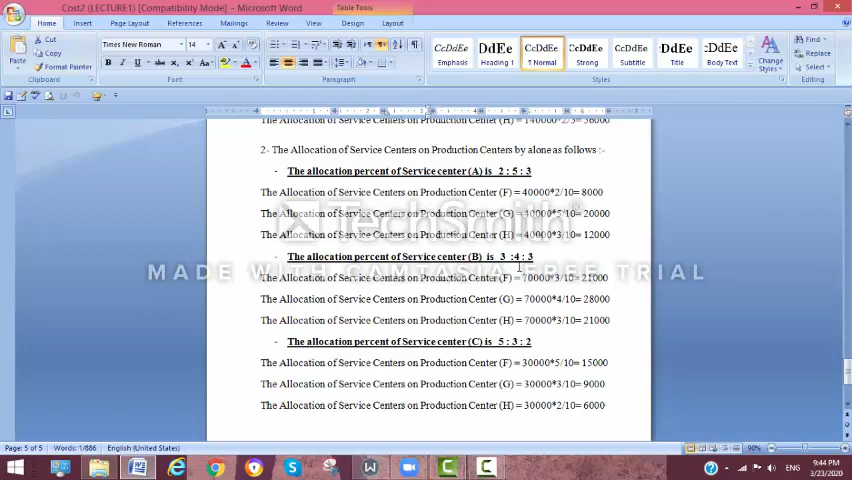 Cost2 (LECTURE1) [Compatibility Mode] - Microsoft Word
Table Tools
Home Insert Page Layout References Mailings Review View Design Layout
Cut
Copy
Format Painter
Paste
Clipboard
Times New Roman 14
Font
Paragraph
AaBbCcDdEe
CcDdEe CcDdEe CcDdEe CcDdEe CcDdEe
Emphasis Heading 1 ¶ Normal Strong Subtitle Title Body Text
Change Styles
Styles
Find
Replace
Select
Editing
The Allocation of Service Centers on Production Center (H) = 140000*2/5= 56000
2- The Allocation of Service Centers on Production Centers by alone as follows :-
- The allocation percent of Service center (A) is 2 : 5 : 3
The Allocation of Service Centers on Production Center (F) = 40000*2/10= 8000
The Allocation of Service Centers on Production Center (G) = 40000*5/10= 20000
The Allocation of Service Centers on Production Center (H) = 40000*3/10= 12000
TechSmith
- The allocation percent of Service center (B) is 3 :4 : 3
MADE WITH CAMTASIA FREE TRIAL
The Allocation of Service Centers on Production Center (F) = 70000*3/10= 21000
The Allocation of Service Centers on Production Center (G) = 70000*4/10= 28000
The Allocation of Service Centers on Production Center (H) = 70000*3/10= 21000
- The allocation percent of Service center (C) is 5 : 3 : 2
The Allocation of Service Centers on Production Center (F) = 30000*5/10= 15000
The Allocation of Service Centers on Production Center (G) = 30000*3/10= 9000
The Allocation of Service Centers on Production Center (H) = 30000*2/10= 6000
Page: 5 of 5 Words: 1/886 English (United States) 90%
ENG 9:44 PM
3/23/2020